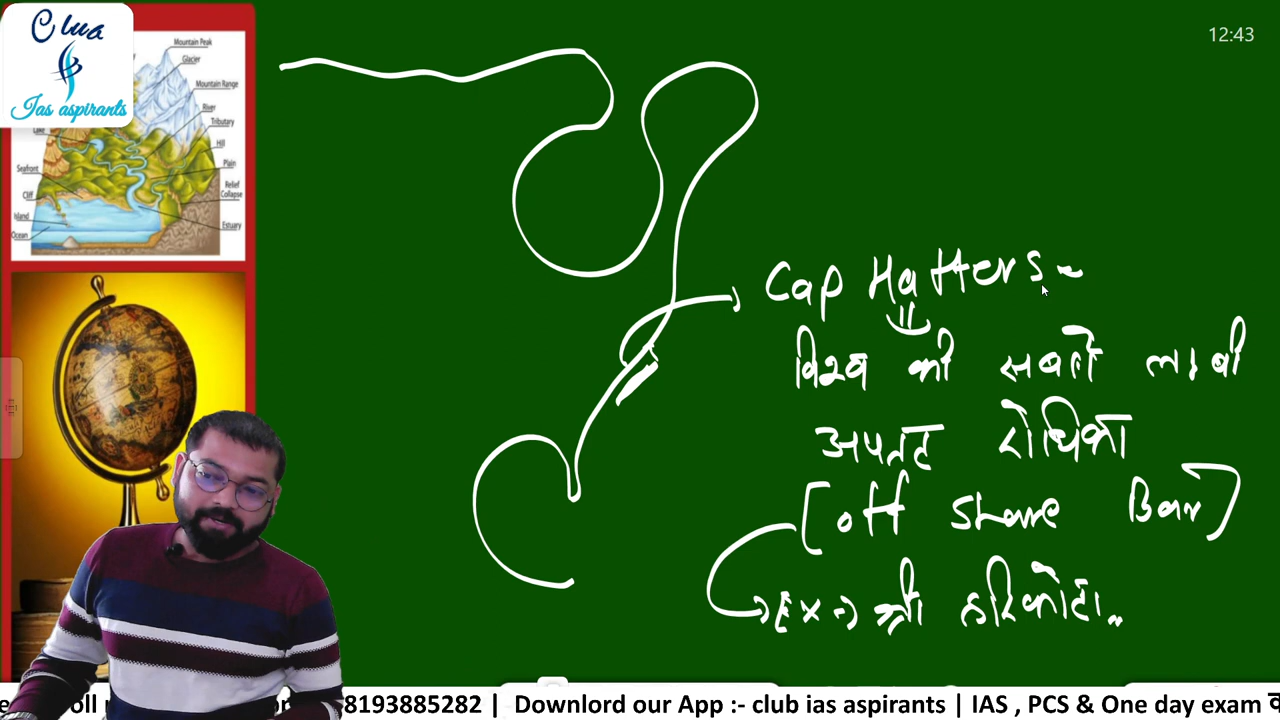 Club
Ias aspirants
12:43
Mountain Peak
Glacier
Mountain Range
River
Tributary
Lake
Hill
Seafront
Plain
Cliff
Relief
Collapse
Island
Estuary
Ocean
Cap Hatters-
विश्व की सबसे लम्बी
अपतट रोधिका
[off Shore Bar]
Ex → श्री हरिकोटा..
8193885282 | Downlord our App :- club ias aspirants | IAS , PCS & One day exam